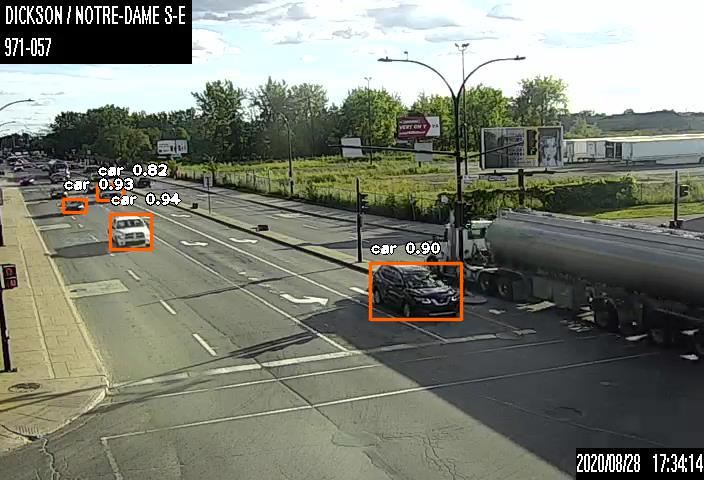 DICKSON / NOTRE-DAME S-E
971-057
car 0.82
car 0.93
car 0.94
car 0.90
2020/08/28 17:34:14